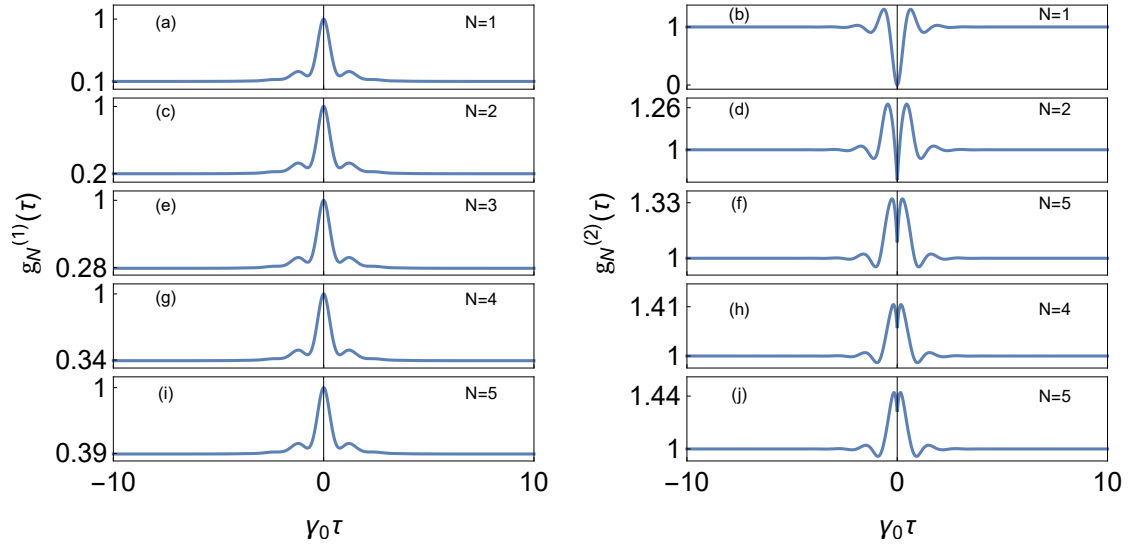 (a) N=1
1
0.1
(c) N=2
1
0.2
(e) N=3
1
0.28
(g) N=4
1
0.34
(i) N=5
1
0.39
−10 0 10
γ₀τ
g_N^(1)(τ)
(b) N=1
1
0
(d) N=2
1.26
1
(f) N=5
1.33
1
(h) N=4
1.41
1
(j) N=5
1.44
1
−10 0 10
γ₀τ
g_N^(2)(τ)